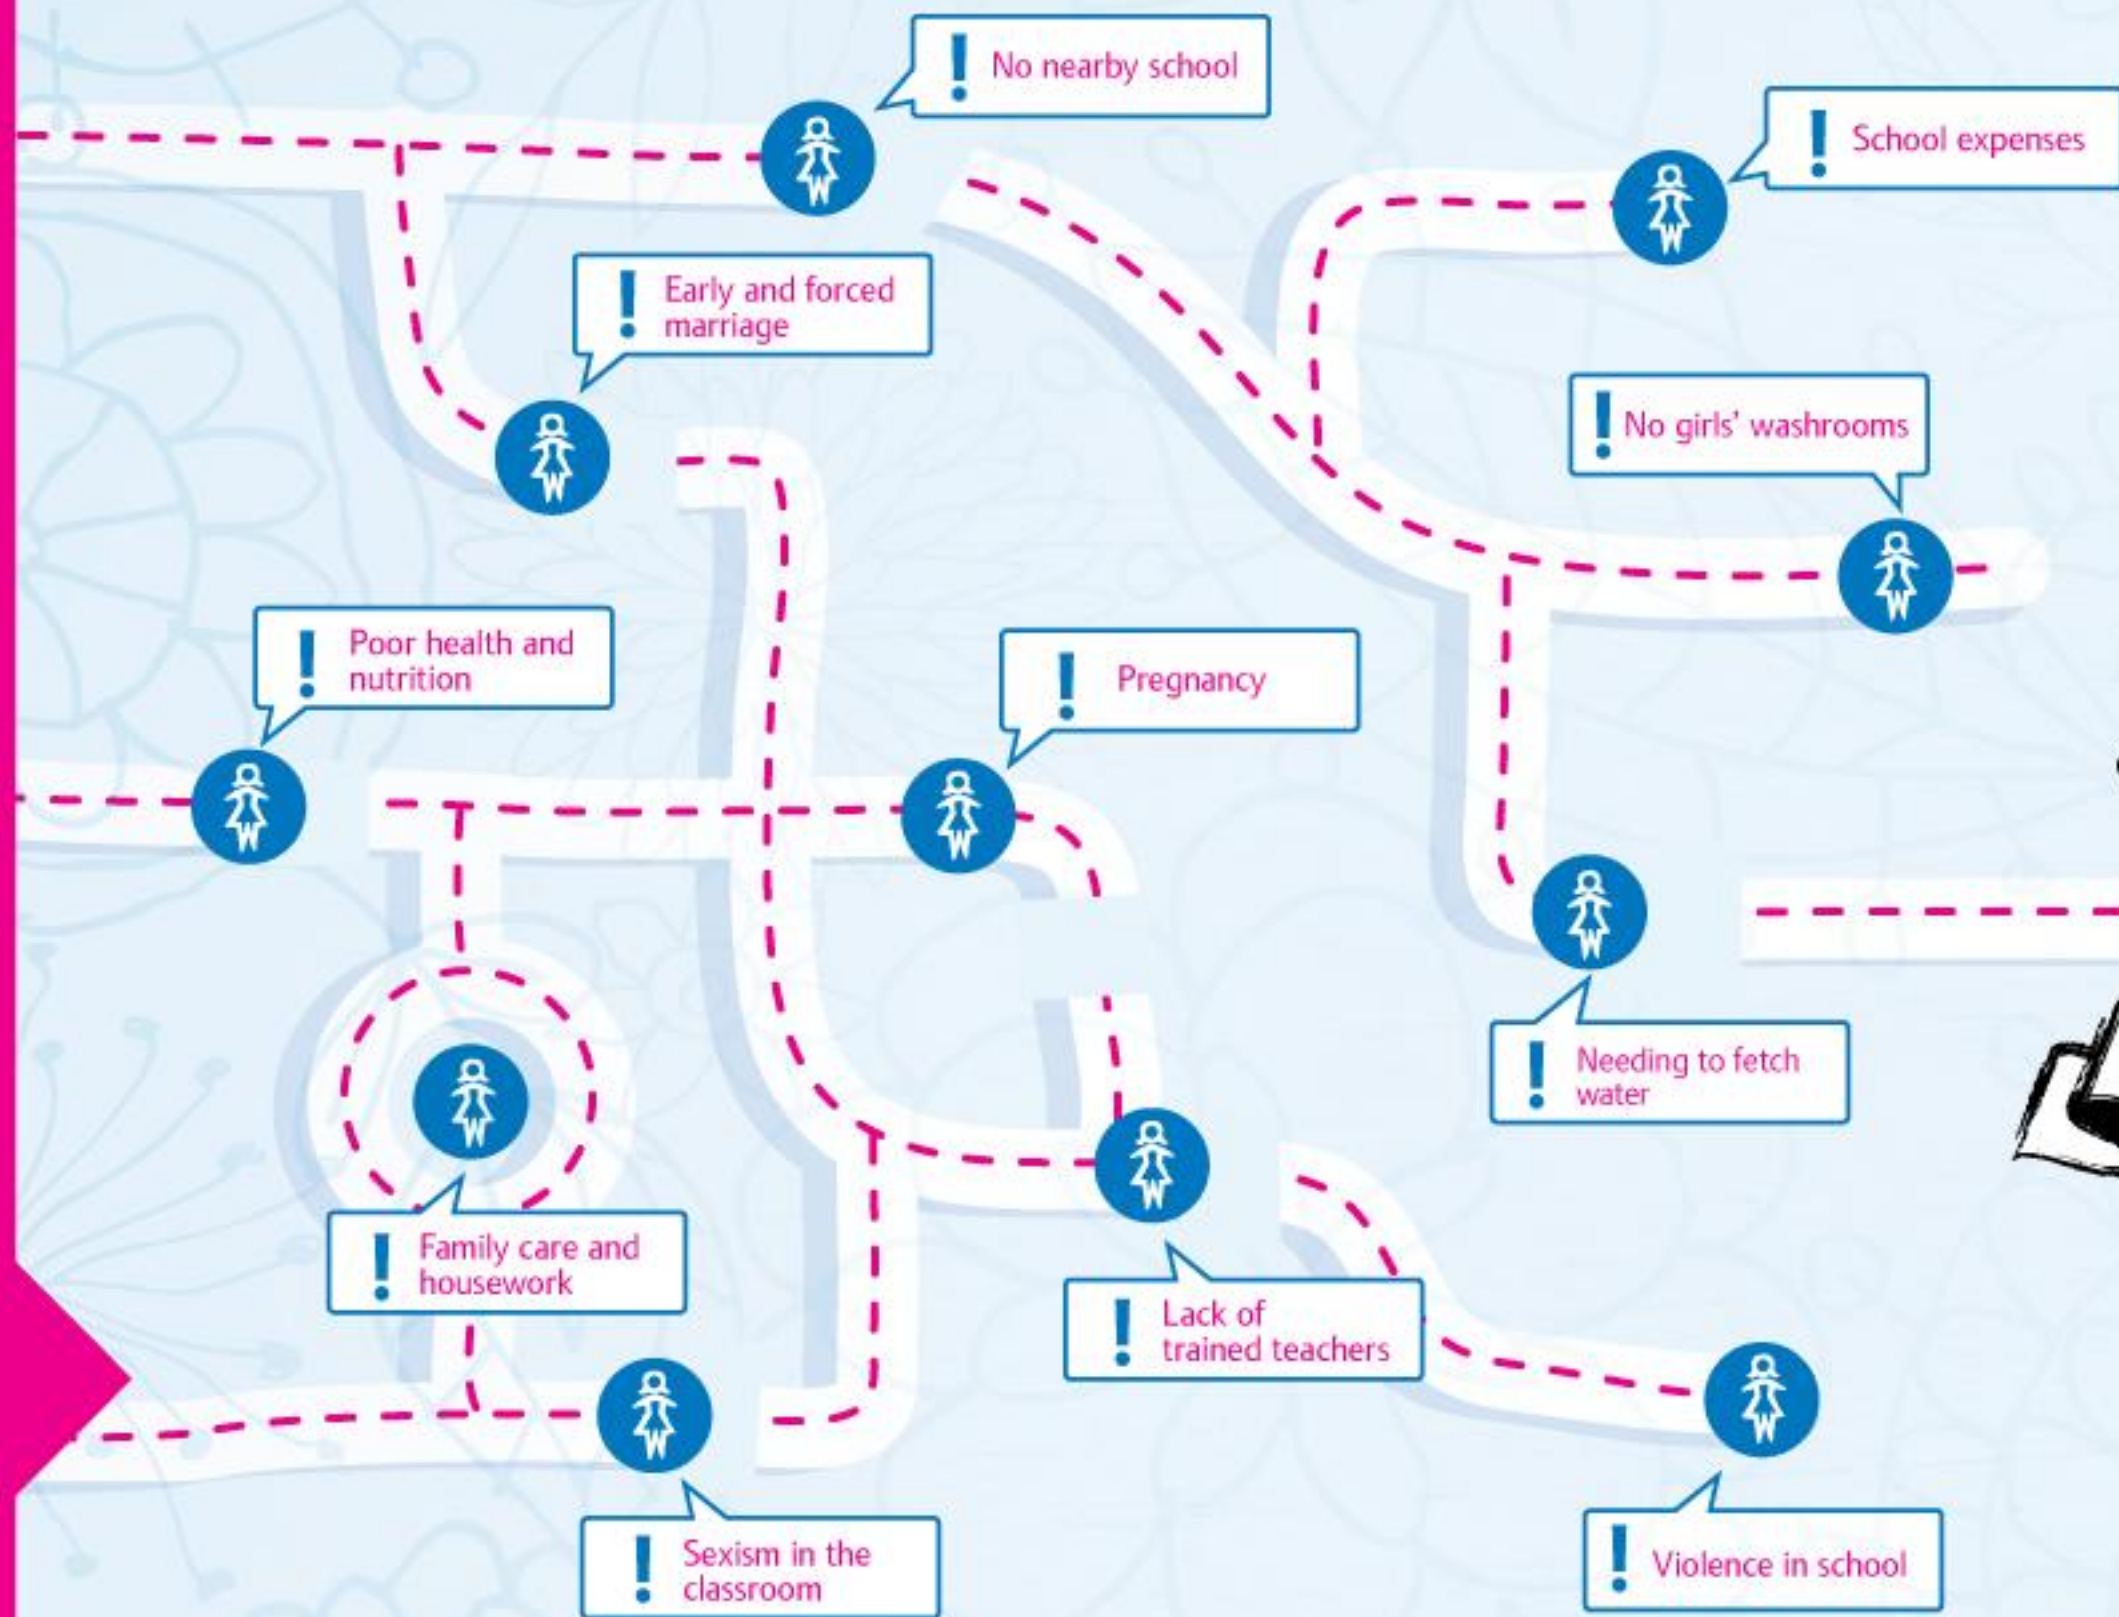 No nearby school
School expenses
Early and forced
marriage
No girls' washrooms
Poor health and
nutrition
Pregnancy
Needing to fetch
water
Family care and
housework
Lack of
trained teachers
Sexism in the
classroom
Violence in school